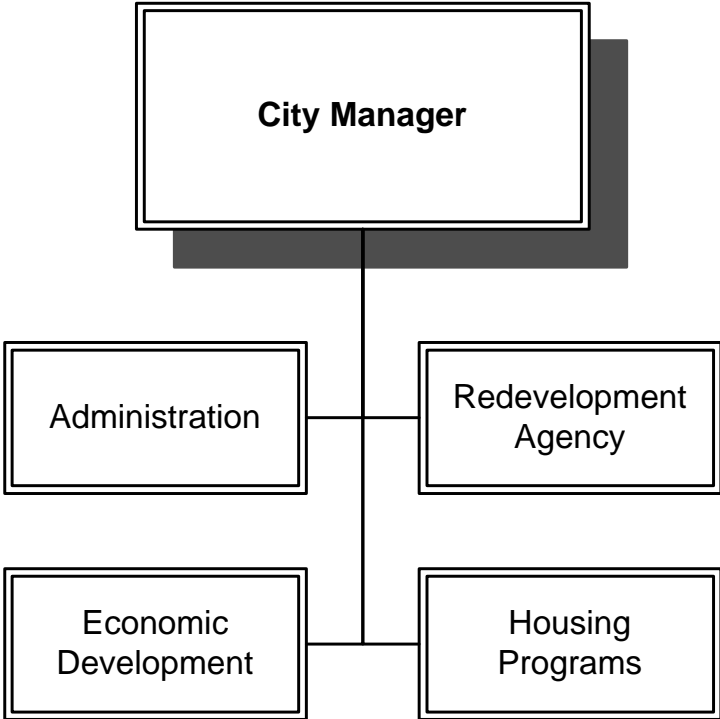 City Manager
Administration
Redevelopment
Agency
Economic
Development
Housing
Programs